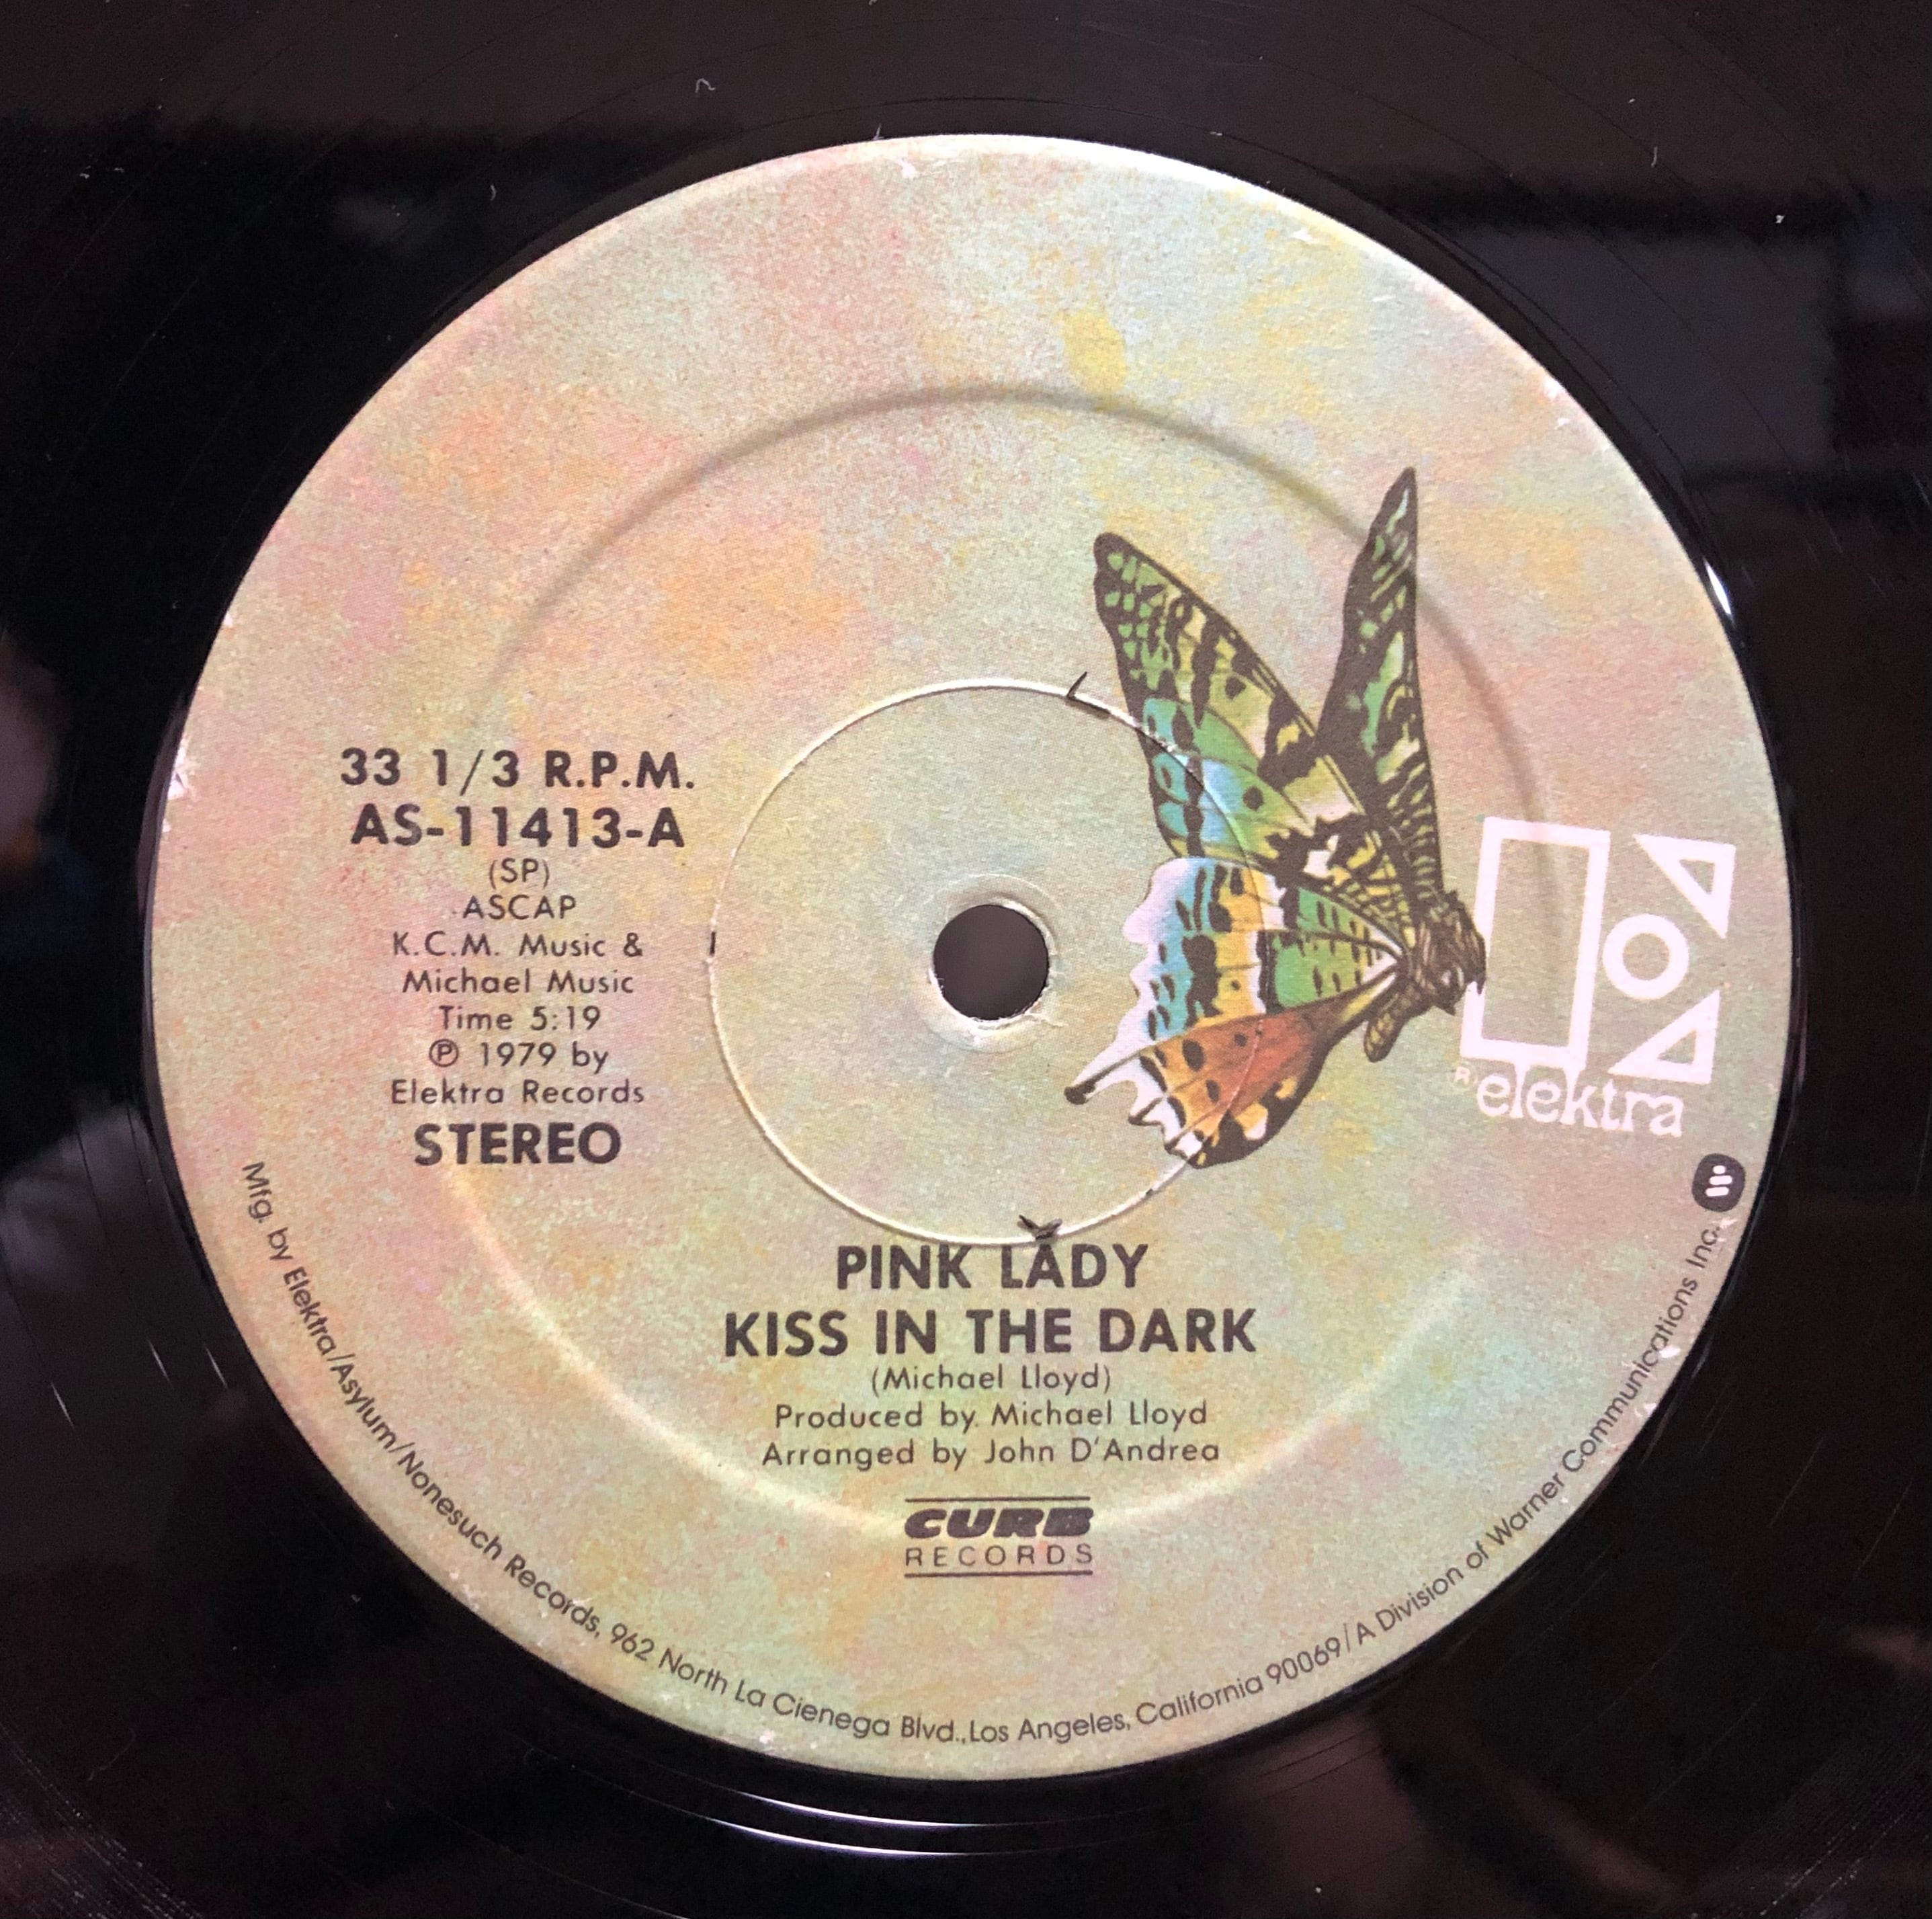 33 1/3 R.P.M.
AS-11413-A
(SP)
ASCAP
K.C.M. Music &
Michael Music
Time 5:19
℗ 1979 by
Elektra Records
STEREO
®elektra
PINK LADY
KISS IN THE DARK
(Michael Lloyd)
Produced by Michael Lloyd
Arranged by John D'Andrea
CURB
RECORDS
Mfg. by Elektra/Asylum/Nonesuch Records, 962 North La Cienega Blvd.,Los Angeles, California 90069/A Division of Warner Communications Inc.